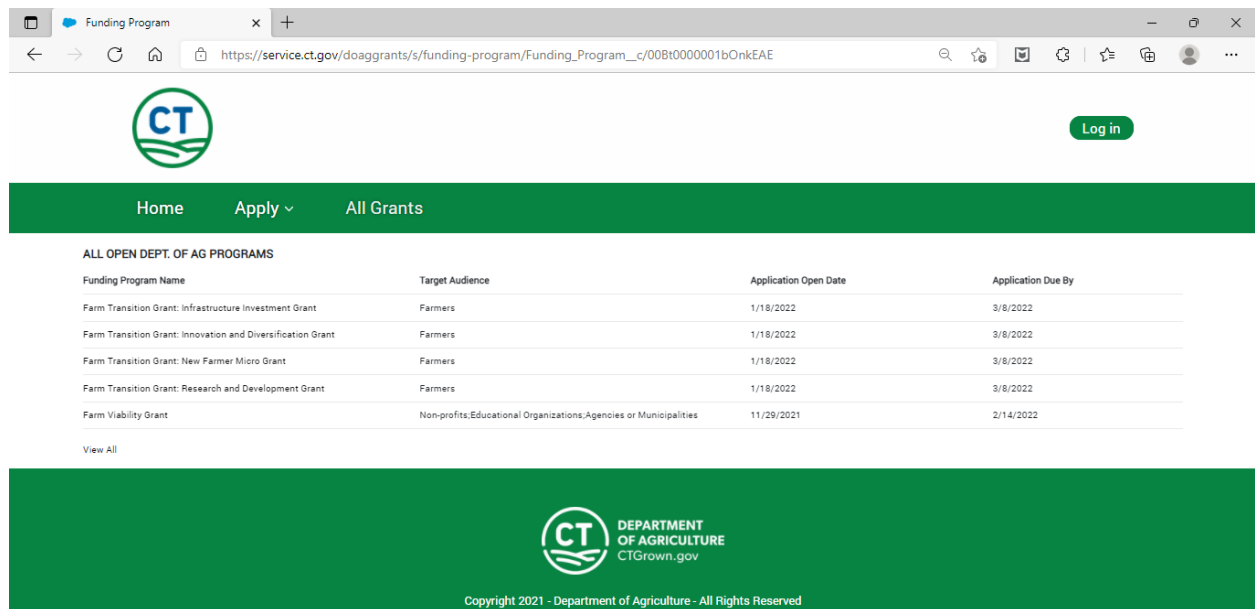 Funding Program
https://service.ct.gov/doaggrants/s/funding-program/Funding_Program__c/00Bt0000001bOnkEAE
CT
Log in
Home Apply All Grants
ALL OPEN DEPT. OF AG PROGRAMS
Funding Program Name Target Audience Application Open Date Application Due By
Farm Transition Grant: Infrastructure Investment Grant Farmers 1/18/2022 3/8/2022
Farm Transition Grant: Innovation and Diversification Grant Farmers 1/18/2022 3/8/2022
Farm Transition Grant: New Farmer Micro Grant Farmers 1/18/2022 3/8/2022
Farm Transition Grant: Research and Development Grant Farmers 1/18/2022 3/8/2022
Farm Viability Grant Non-profits;Educational Organizations;Agencies or Municipalities 11/29/2021 2/14/2022
View All
CT
DEPARTMENT
OF AGRICULTURE
CTGrown.gov
Copyright 2021 - Department of Agriculture - All Rights Reserved